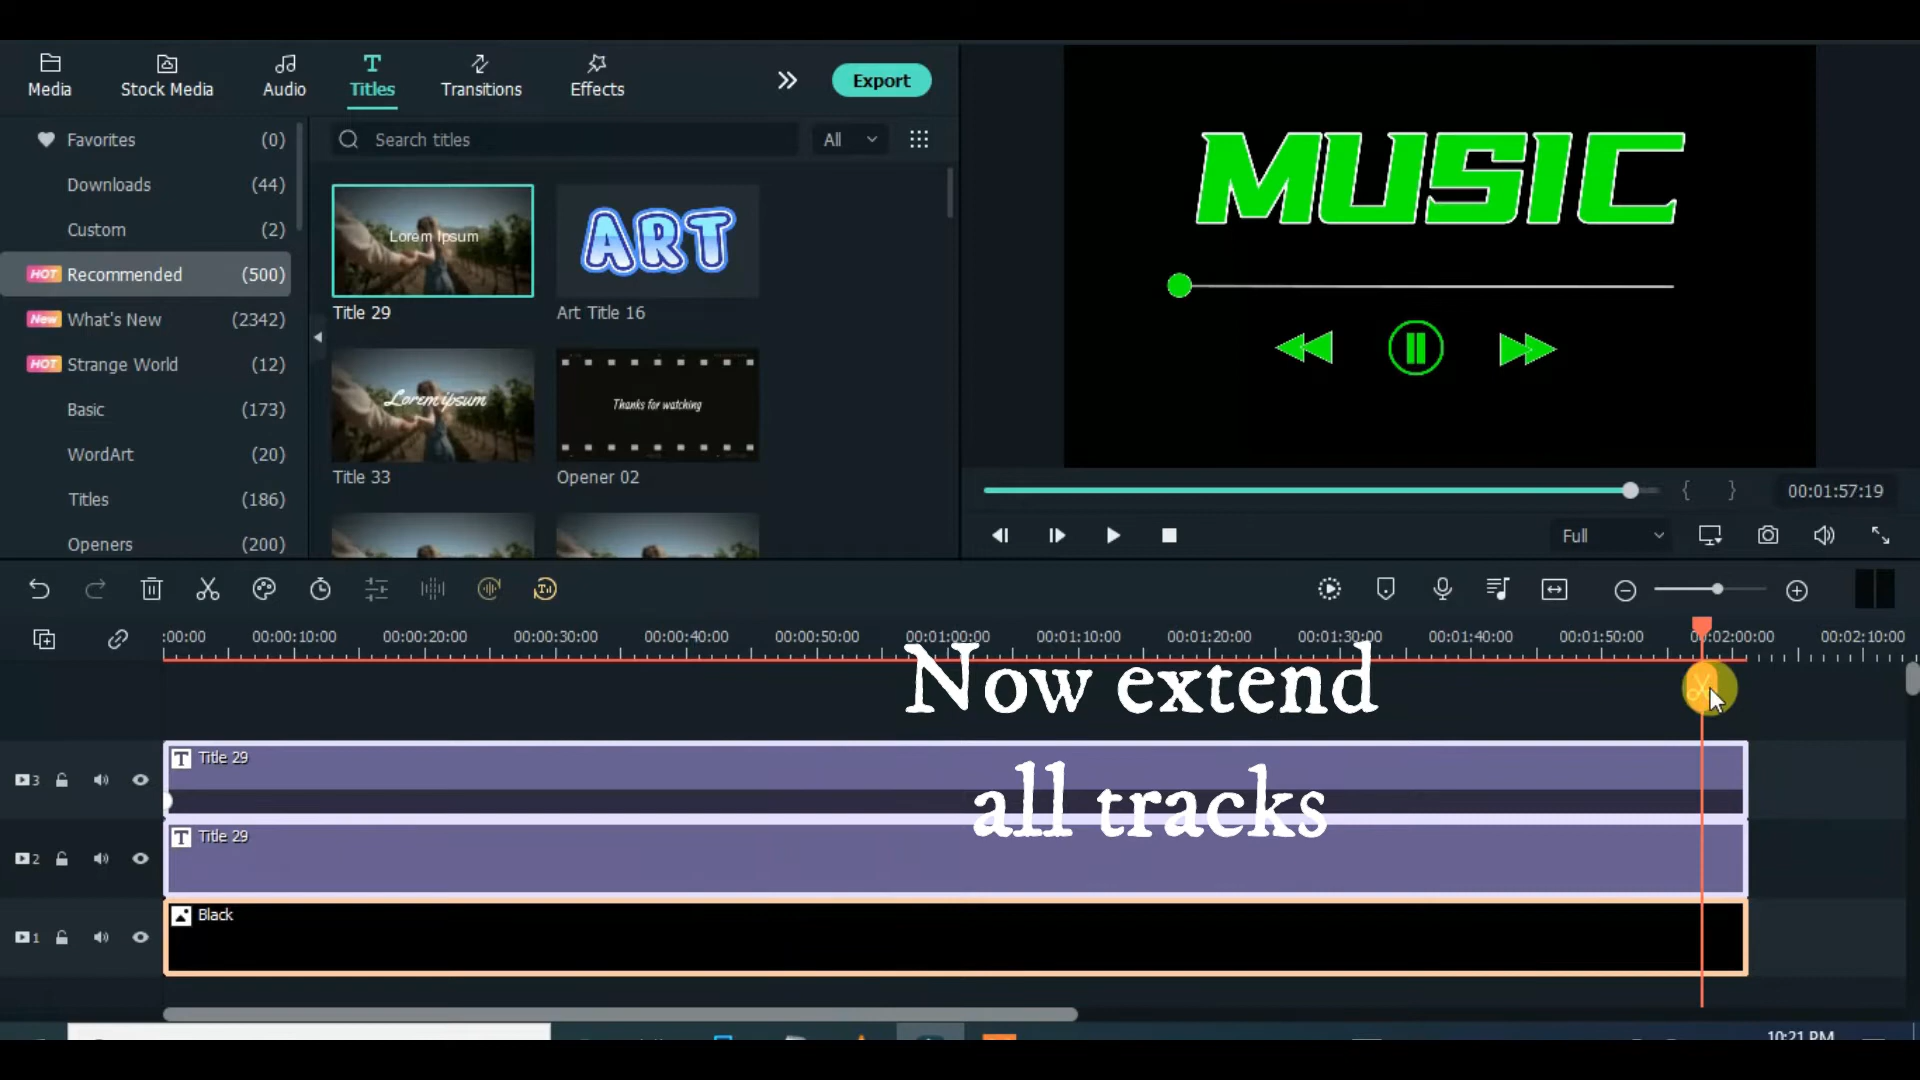 Media
Stock Media
Audio
Titles
Transitions
Effects
Export
Favorites (0)
Downloads (44)
Custom (2)
HOT Recommended (500)
New What's New (2342)
HOT Strange World (12)
Basic (173)
WordArt (20)
Titles (186)
Openers (200)
Search titles
All
Lorem Ipsum
ART
Title 29
Art Title 16
Lorem ipsum
Thanks for watching
Title 33
Opener 02
MUSIC
00:01:57:19
Full
:00:00 00:00:10:00 00:00:20:00 00:00:30:00 00:00:40:00 00:00:50:00 00:01:00:00 00:01:10:00 00:01:20:00 00:01:30:00 00:01:40:00 00:01:50:00 00:02:00:00 00:02:10:00
Now extend
all tracks
3
T Title 29
2
T Title 29
1
Black
10:21 PM